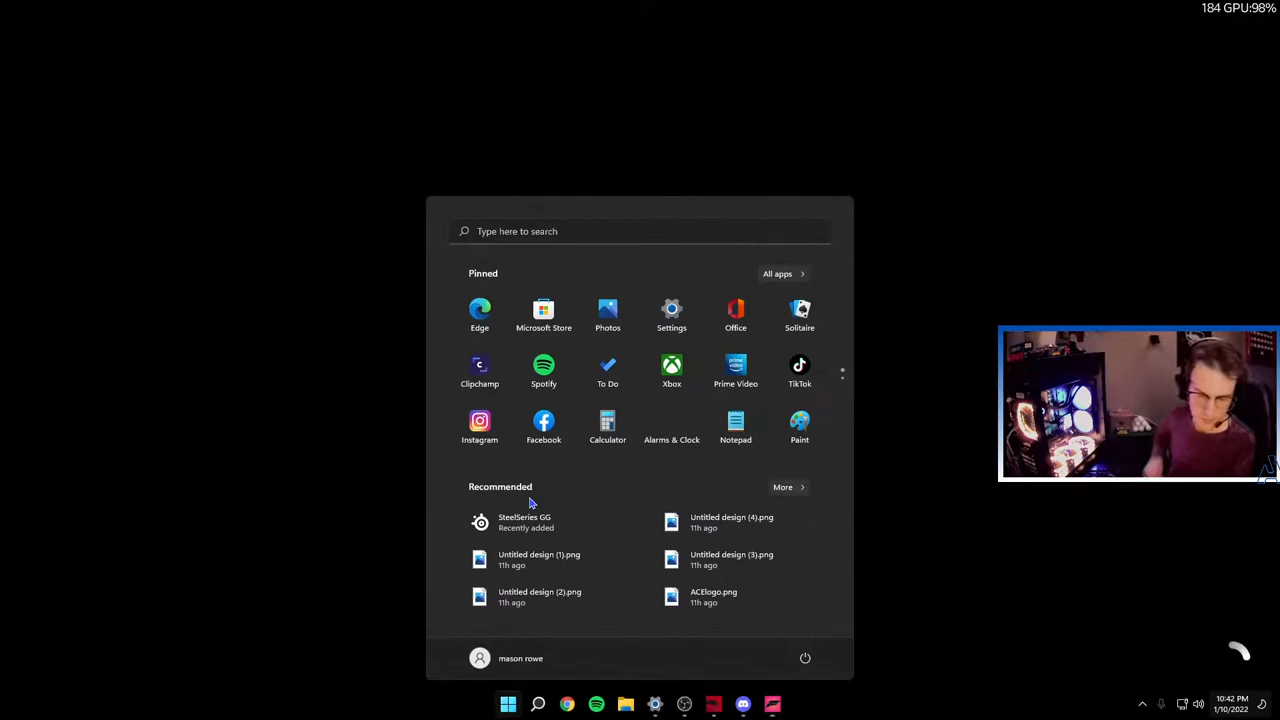 184 GPU:98%
Type here to search
Pinned
All apps
Edge
Microsoft Store
Photos
Settings
Office
Solitaire
Clipchamp
Spotify
To Do
Xbox
prime video
Prime Video
TikTok
Instagram
Facebook
Calculator
Alarms & Clock
Notepad
Paint
Recommended
More
SteelSeries GG
Recently added
Untitled design (4).png
11h ago
Untitled design (1).png
11h ago
Untitled design (3).png
11h ago
Untitled design (2).png
11h ago
ACElogo.png
11h ago
mason rowe
10:42 PM
1/10/2022